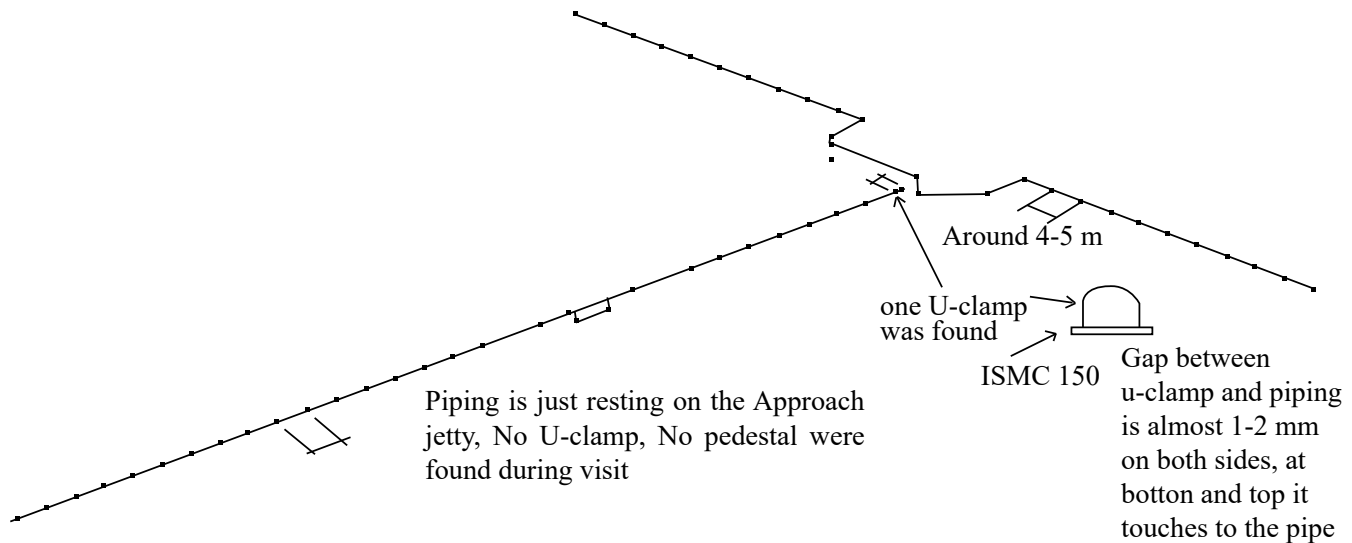 Around 4-5 m
one U-clamp
was found
ISMC 150
Gap between
u-clamp and piping
is almost 1-2 mm
on both sides, at
botton and top it
touches to the pipe
Piping is just resting on the Approach
jetty, No U-clamp, No pedestal were
found during visit